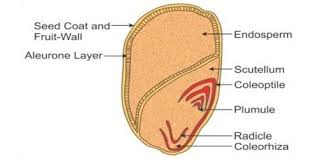 Seed Coat and
Fruit-Wall
Aleurone Layer
Endosperm
Scutellum
Coleoptile
Plumule
Radicle
Coleorhiza